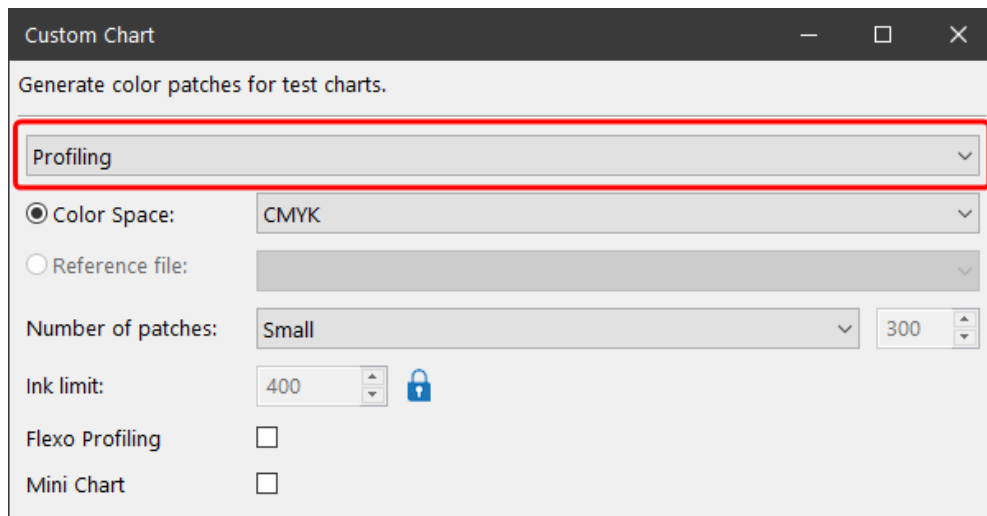 Custom Chart
Generate color patches for test charts.
Profiling
Color Space: CMYK
Reference file:
Number of patches: Small 300
Ink limit: 400
Flexo Profiling
Mini Chart